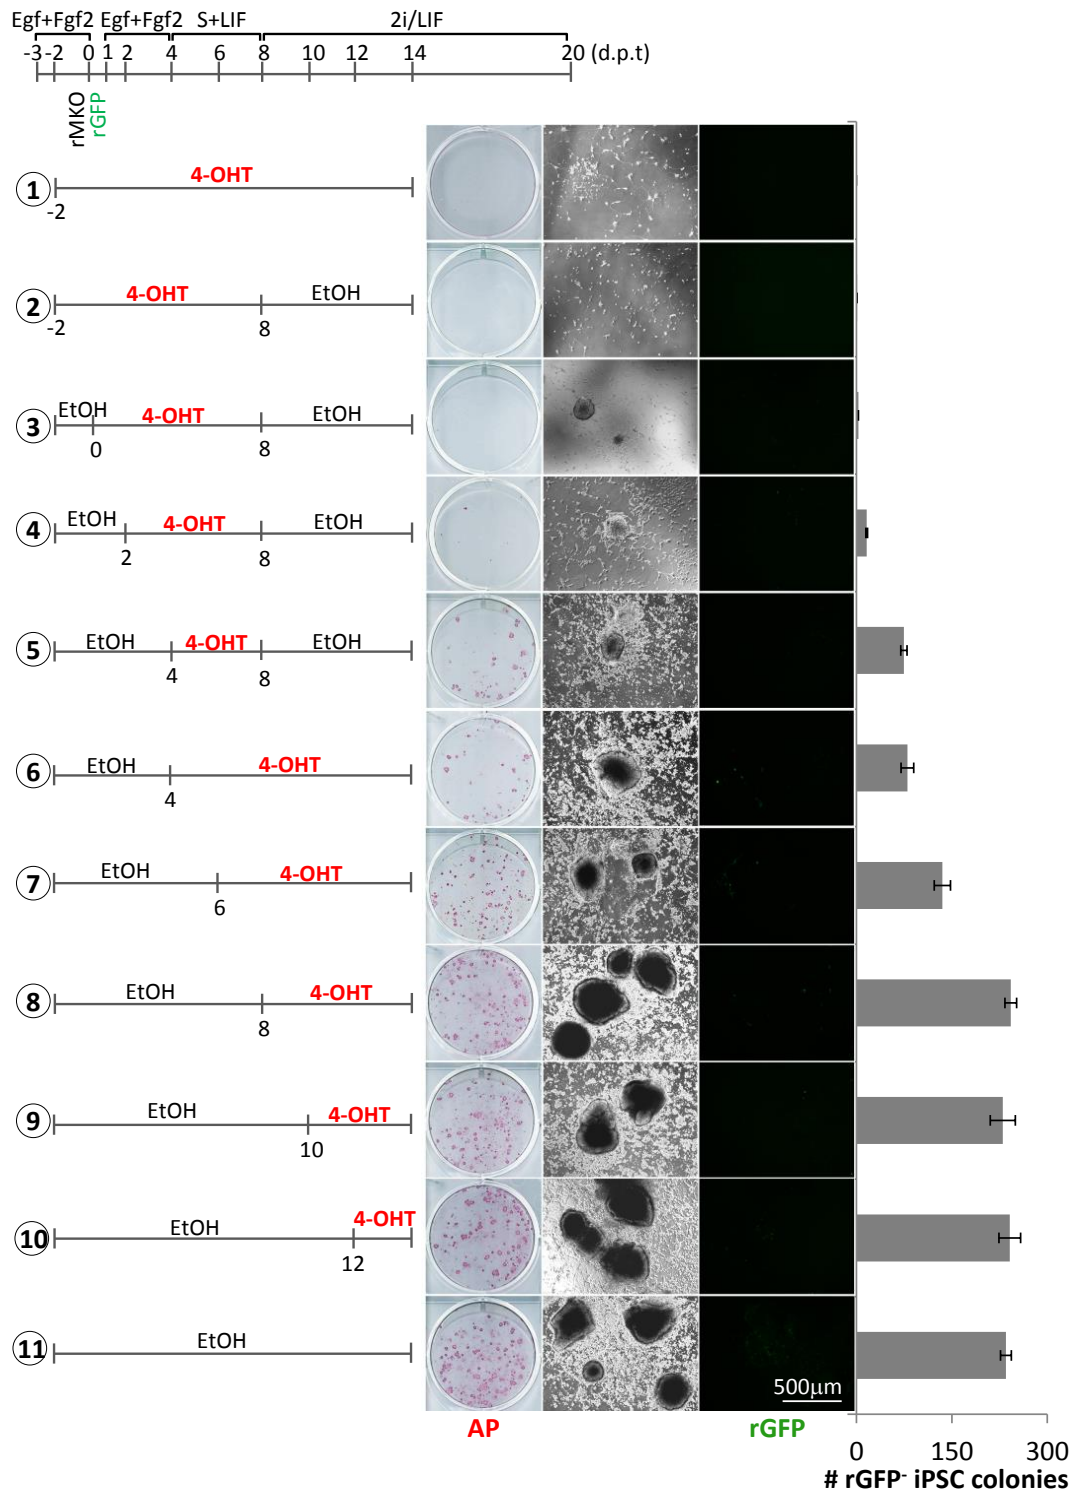 Egf+Fgf2 Egf+Fgf2 S+LIF 2i/LIF
-3 -2 0 1 2 4 6 8 10 12 14 20 (d.p.t)
rMKO
rGFP
1 4-OHT
-2
2 4-OHT EtOH
-2 8
3 EtOH 4-OHT EtOH
0 8
4 EtOH 4-OHT EtOH
2 8
5 EtOH 4-OHT EtOH
4 8
6 EtOH 4-OHT
4
7 EtOH 4-OHT
6
8 EtOH 4-OHT
8
9 EtOH 4-OHT
10
10 EtOH 4-OHT
12
11 EtOH
500µm
AP rGFP
0 150 300
# rGFP- iPSC colonies